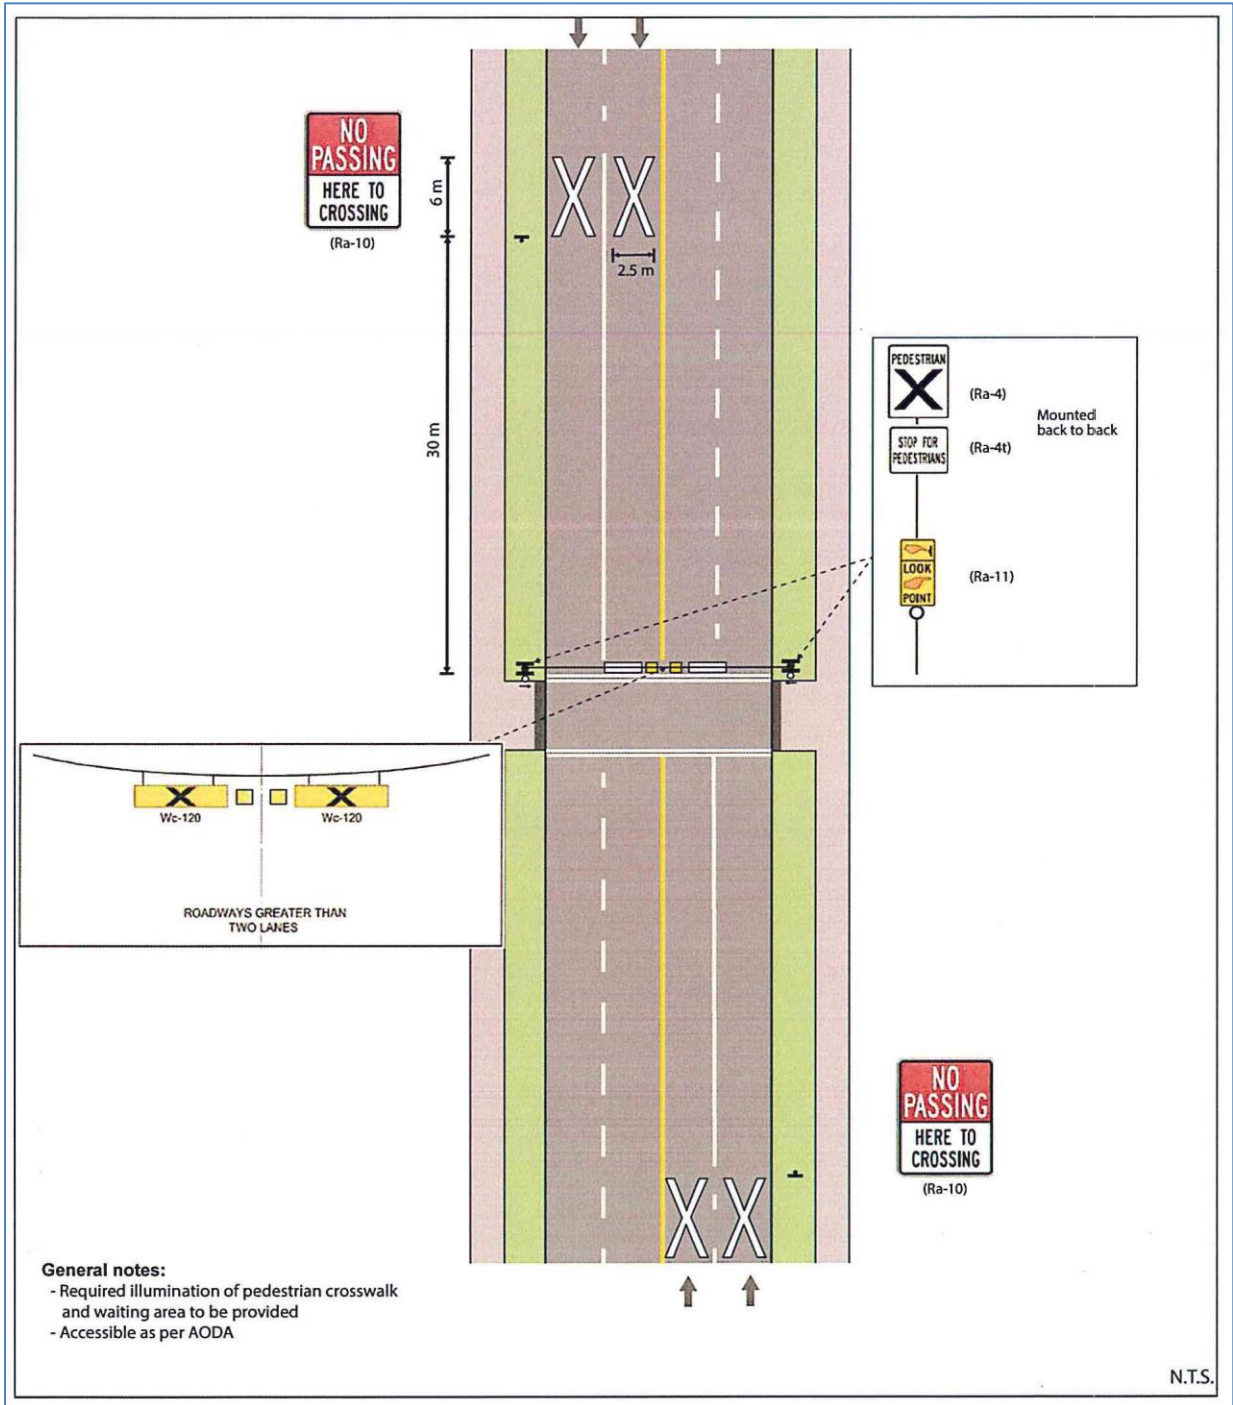 NO
PASSING
HERE TO
CROSSING
(Ra-10)
6 m
2.5 m
30 m
PEDESTRIAN
X
(Ra-4)
Mounted
back to back
STOP FOR
PEDESTRIANS
(Ra-4t)
LOOK
POINT
(Ra-11)
Wc-120
Wc-120
ROADWAYS GREATER THAN
TWO LANES
NO
PASSING
HERE TO
CROSSING
(Ra-10)
General notes:
- Required illumination of pedestrian crosswalk
and waiting area to be provided
- Accessible as per AODA
N.T.S.